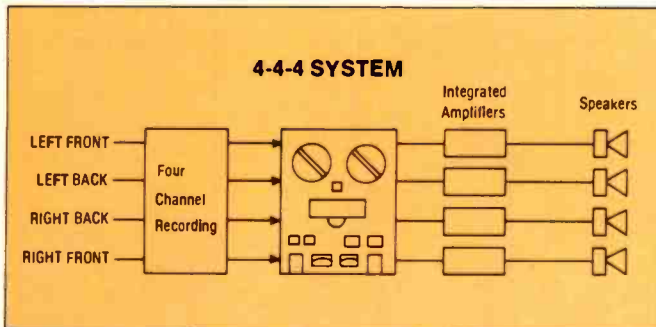 4-4-4 SYSTEM
Integrated
Amplifiers
Speakers
LEFT FRONT
LEFT BACK
RIGHT BACK
RIGHT FRONT
Four
Channel
Recording